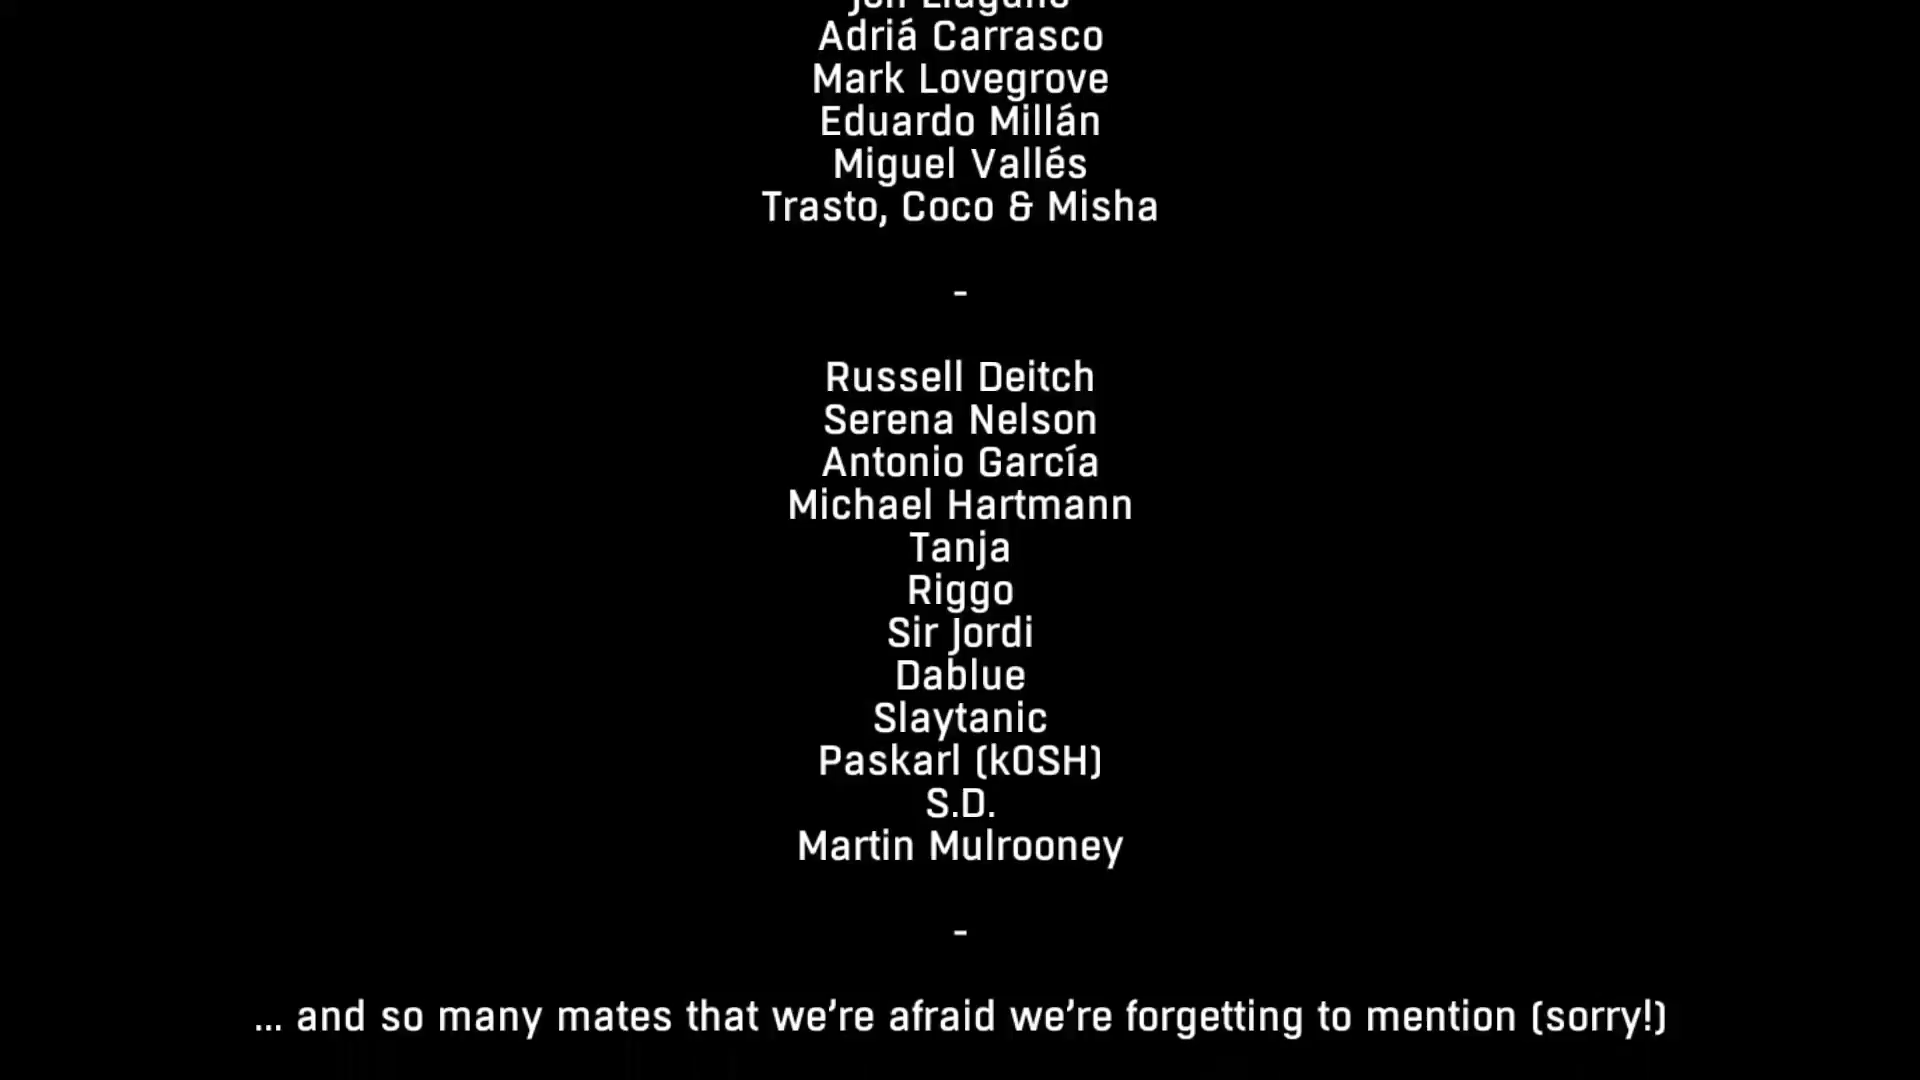 Adriá Carrasco
Mark Lovegrove
Eduardo Millán
Miguel Vallés
Trasto, Coco & Misha
-
Russell Deitch
Serena Nelson
Antonio García
Michael Hartmann
Tanja
Riggo
Sir Jordi
Dablue
Slaytanic
Paskarl (kOSH)
S.D.
Martin Mulrooney
-
... and so many mates that we’re afraid we’re forgetting to mention (sorry!)